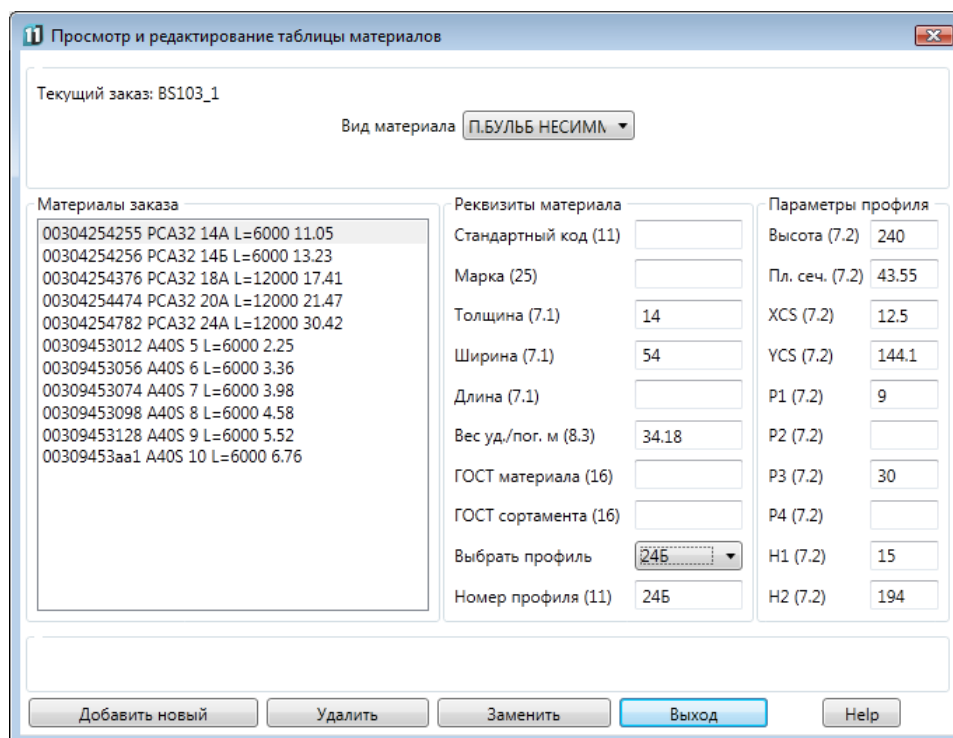 Просмотр и редактирование таблицы материалов
Текущий заказ: BS103_1
Вид материала П.БУЛЬБ НЕСИММ
Материалы заказа
00304254255 PCA32 14А L=6000 11.05
00304254256 PCA32 14Б L=6000 13.23
00304254376 PCA32 18А L=12000 17.41
00304254474 PCA32 20А L=12000 21.47
00304254782 PCA32 24А L=12000 30.42
00309453012 A40S 5 L=6000 2.25
00309453056 A40S 6 L=6000 3.36
00309453074 A40S 7 L=6000 3.98
00309453098 A40S 8 L=6000 4.58
00309453128 A40S 9 L=6000 5.52
00309453aa1 A40S 10 L=6000 6.76
Реквизиты материала
Стандартный код (11)
Марка (25)
Толщина (7.1) 14
Ширина (7.1) 54
Длина (7.1)
Вес уд./пог. м (8.3) 34.18
ГОСТ материала (16)
ГОСТ сортамента (16)
Выбрать профиль 24Б
Номер профиля (11) 24Б
Параметры профиля
Высота (7.2) 240
Пл. сеч. (7.2) 43.55
XCS (7.2) 12.5
YCS (7.2) 144.1
P1 (7.2) 9
P2 (7.2)
P3 (7.2) 30
P4 (7.2)
H1 (7.2) 15
H2 (7.2) 194
Добавить новый Удалить Заменить Выход Help